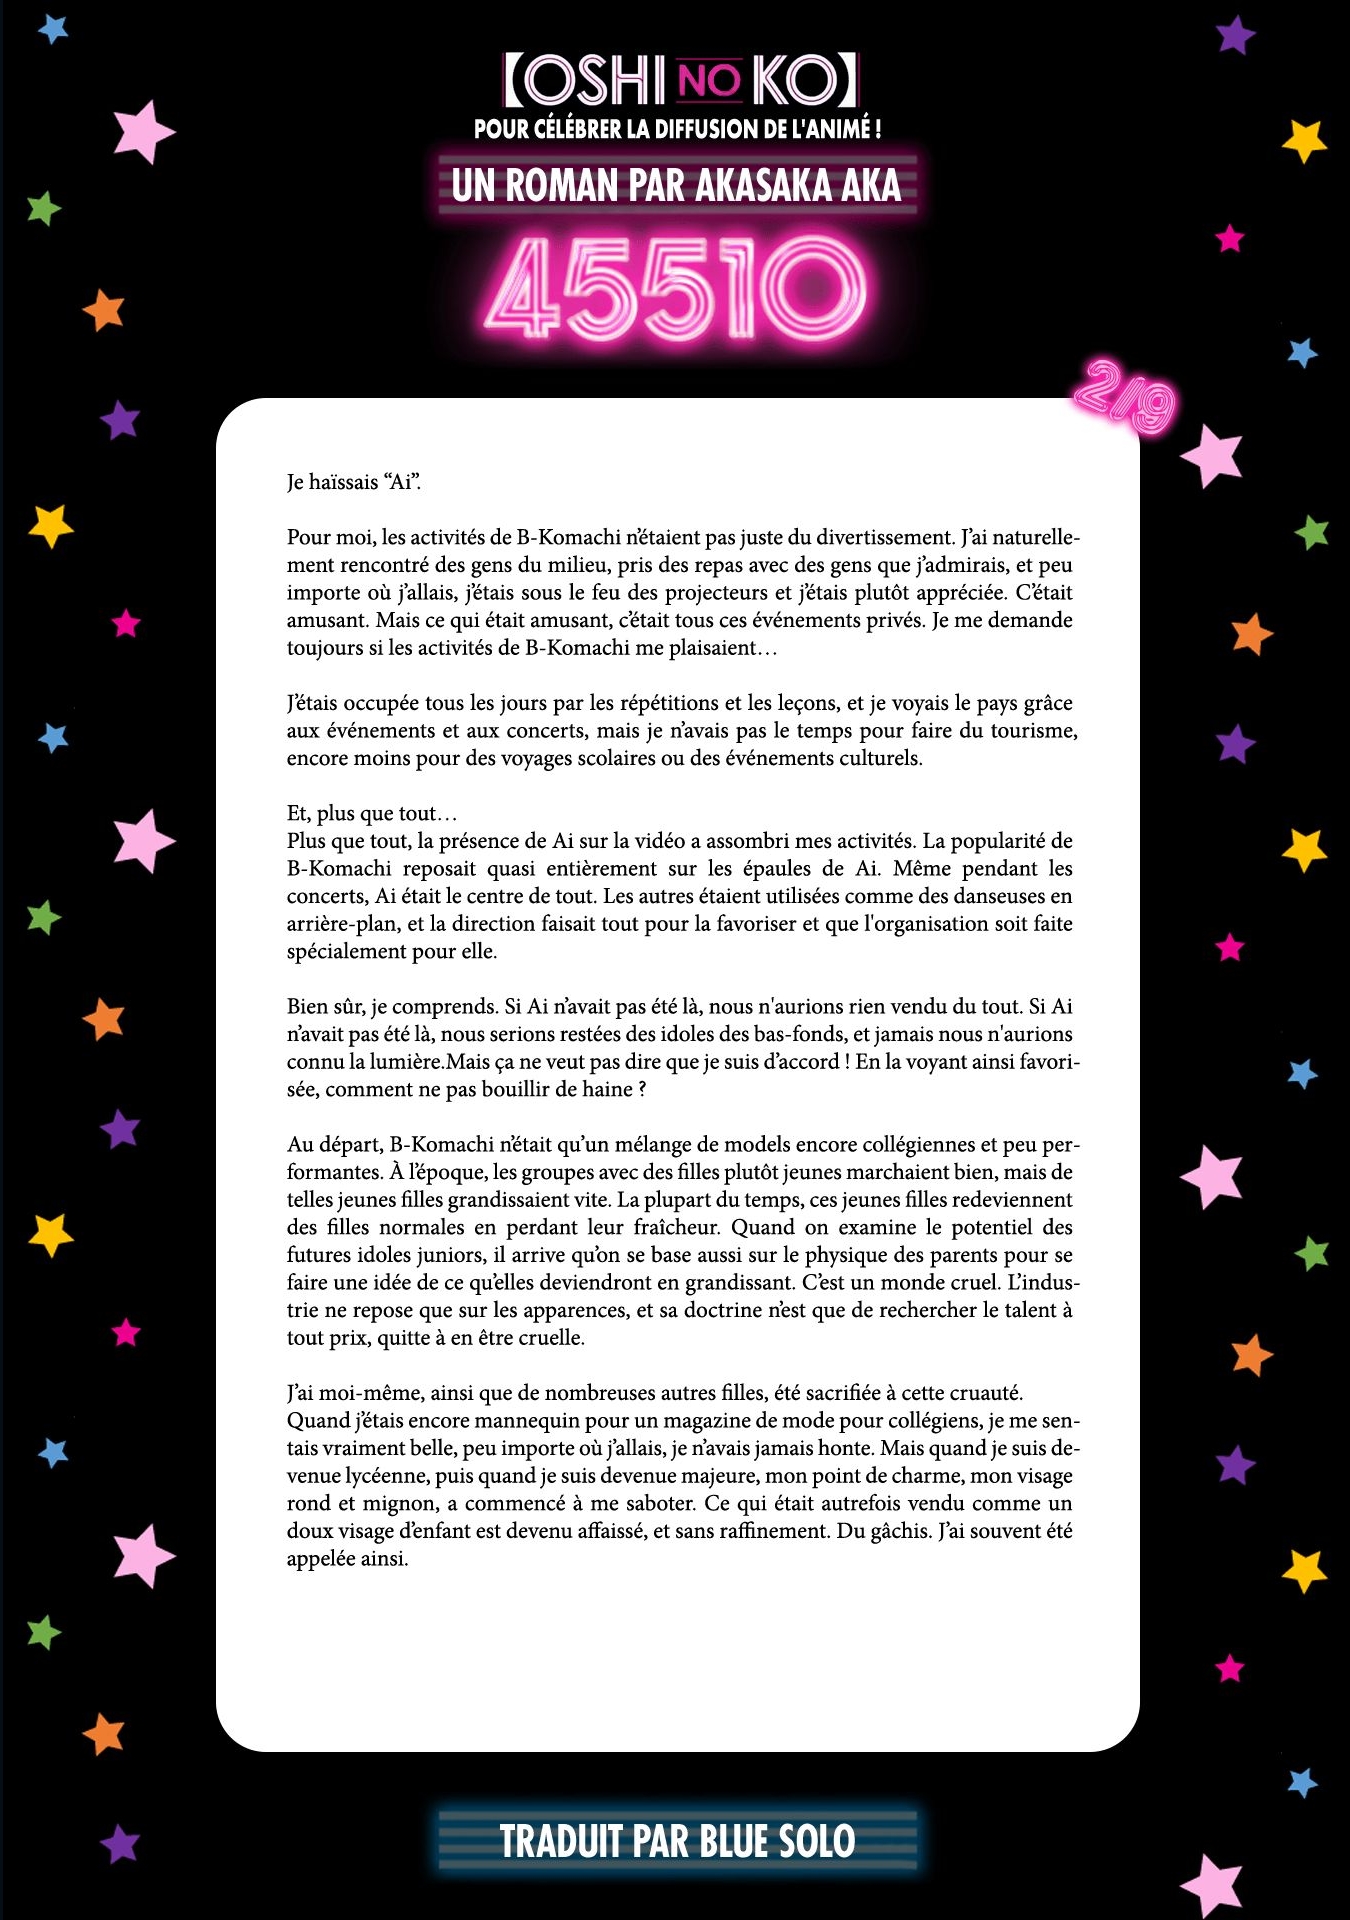 【OSHI NO KO】
POUR CÉLÉBRER LA DIFFUSION DE L'ANIMÉ !
UN ROMAN PAR AKASAKA AKA
45510
2/9
Je haïssais “Ai”.
Pour moi, les activités de B-Komachi n’étaient pas juste du divertissement. J’ai naturelle-
ment rencontré des gens du milieu, pris des repas avec des gens que j’admirais, et peu
importe où j’allais, j’étais sous le feu des projecteurs et j’étais plutôt appréciée. C’était
amusant. Mais ce qui était amusant, c’était tous ces événements privés. Je me demande
toujours si les activités de B-Komachi me plaisaient…
J’étais occupée tous les jours par les répétitions et les leçons, et je voyais le pays grâce
aux événements et aux concerts, mais je n’avais pas le temps pour faire du tourisme,
encore moins pour des voyages scolaires ou des événements culturels.
Et, plus que tout…
Plus que tout, la présence de Ai sur la vidéo a assombri mes activités. La popularité de
B-Komachi reposait quasi entièrement sur les épaules de Ai. Même pendant les
concerts, Ai était le centre de tout. Les autres étaient utilisées comme des danseuses en
arrière-plan, et la direction faisait tout pour la favoriser et que l'organisation soit faite
spécialement pour elle.
Bien sûr, je comprends. Si Ai n’avait pas été là, nous n'aurions rien vendu du tout. Si Ai
n’avait pas été là, nous serions restées des idoles des bas-fonds, et jamais nous n'aurions
connu la lumière.Mais ça ne veut pas dire que je suis d’accord ! En la voyant ainsi favori-
sée, comment ne pas bouillir de haine ?
Au départ, B-Komachi n’était qu’un mélange de models encore collégiennes et peu per-
formantes. À l’époque, les groupes avec des filles plutôt jeunes marchaient bien, mais de
telles jeunes filles grandissaient vite. La plupart du temps, ces jeunes filles redeviennent
des filles normales en perdant leur fraîcheur. Quand on examine le potentiel des
futures idoles juniors, il arrive qu’on se base aussi sur le physique des parents pour se
faire une idée de ce qu’elles deviendront en grandissant. C’est un monde cruel. L’indus-
trie ne repose que sur les apparences, et sa doctrine n’est que de rechercher le talent à
tout prix, quitte à en être cruelle.
J’ai moi-même, ainsi que de nombreuses autres filles, été sacrifiée à cette cruauté.
Quand j’étais encore mannequin pour un magazine de mode pour collégiens, je me sen-
tais vraiment belle, peu importe où j’allais, je n’avais jamais honte. Mais quand je suis de-
venue lycéenne, puis quand je suis devenue majeure, mon point de charme, mon visage
rond et mignon, a commencé à me saboter. Ce qui était autrefois vendu comme un
doux visage d’enfant est devenu affaissé, et sans raffinement. Du gâchis. J’ai souvent été
appelée ainsi.
TRADUIT PAR BLUE SOLO